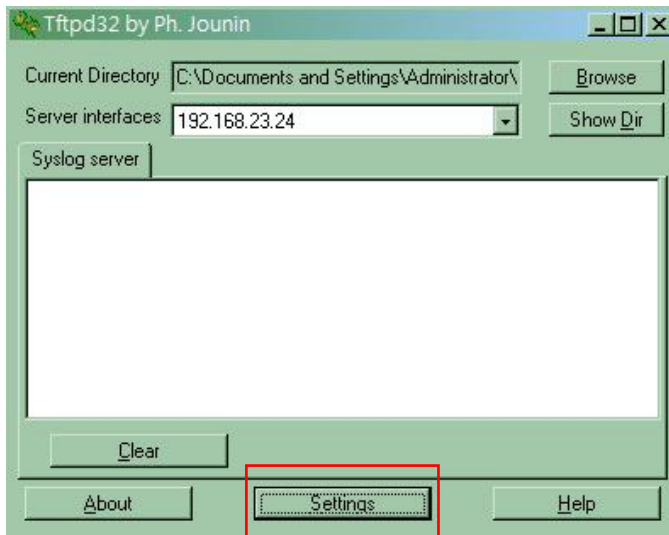 Tftpd32 by Ph. Jounin
Current Directory C:\Documents and Settings\Administrator\ Browse
Server interfaces 192.168.23.24 Show Dir
Syslog server
Clear
About Settings Help